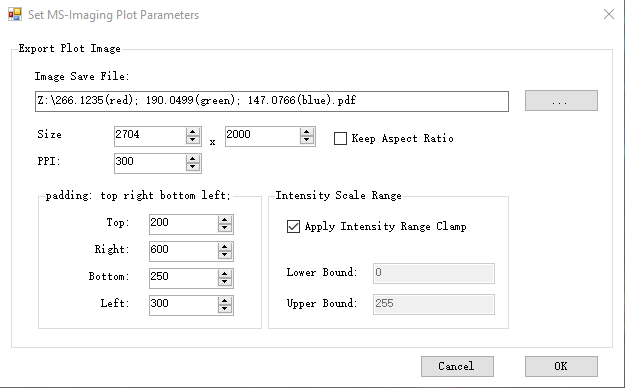 Set MS-Imaging Plot Parameters
Export Plot Image
Image Save File:
Z:\266.1235(red); 190.0499(green); 147.0766(blue).pdf
...
Size 2704 x 2000 Keep Aspect Ratio
PPI: 300
padding: top right bottom left; Intensity Scale Range
Top: 200 Apply Intensity Range Clamp
Right: 600
Bottom: 250 Lower Bound: 0
Left: 300 Upper Bound: 255
Cancel OK